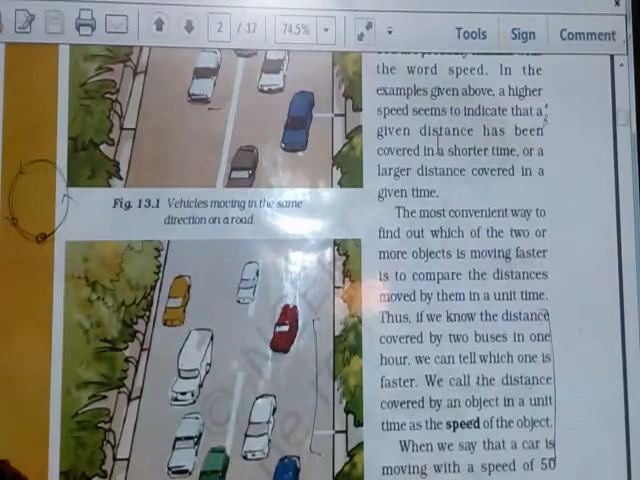 2 / 17
74.5%
Tools
Sign
Comment
Fig. 13.1 Vehicles moving in the same
direction on a road
the word speed. In the
examples given above, a higher
speed seems to indicate that a
given distance has been
covered in a shorter time, or a
larger distance covered in a
given time.
The most convenient way to
find out which of the two or
more objects is moving faster
is to compare the distances
moved by them in a unit time.
Thus, if we know the distance
covered by two buses in one
hour, we can tell which one is
faster. We call the distance
covered by an object in a unit
time as the speed of the object.
When we say that a car is
moving with a speed of 50